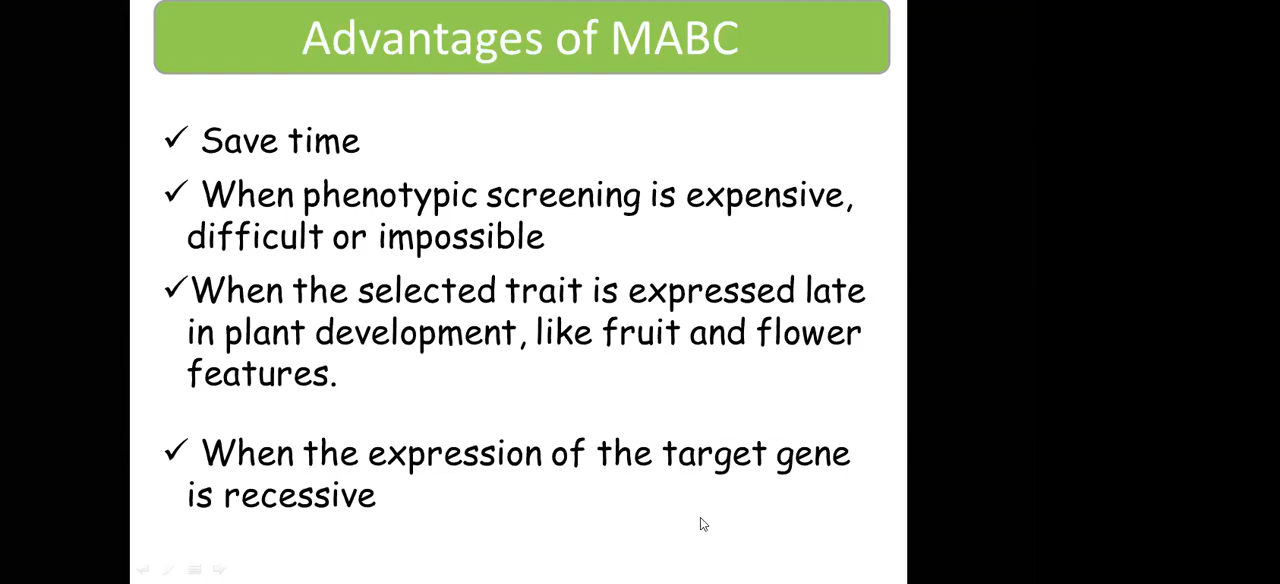 Advantages of MABC
✓ Save time
✓ When phenotypic screening is expensive,
difficult or impossible
✓When the selected trait is expressed late
in plant development, like fruit and flower
features.
✓ When the expression of the target gene
is recessive